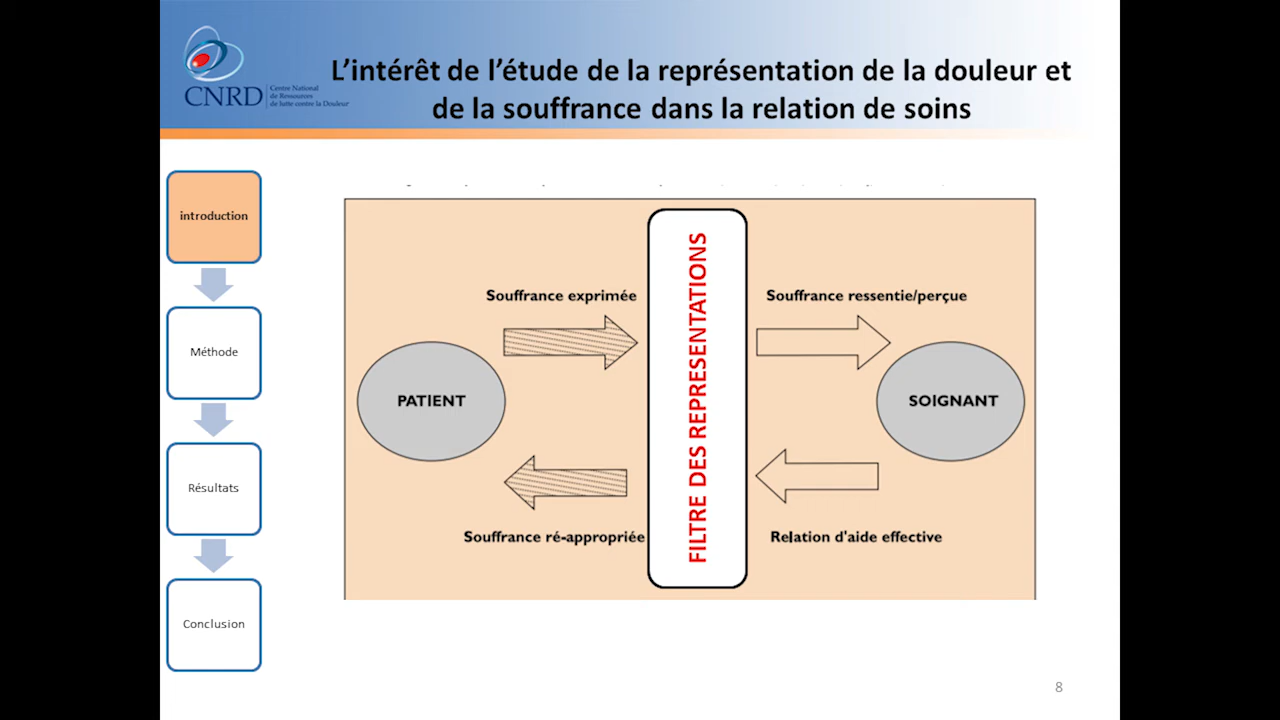 L'intérêt de l'étude de la représentation de la douleur et
de la souffrance dans la relation de soins
CNRD
Centre National
de Ressources
de lutte contre la Douleur
introduction
Méthode
Résultats
Conclusion
Souffrance exprimée
Souffrance ressentie/perçue
PATIENT
FILTRE DES REPRESENTATIONS
SOIGNANT
Souffrance ré-appropriée
Relation d'aide effective
8